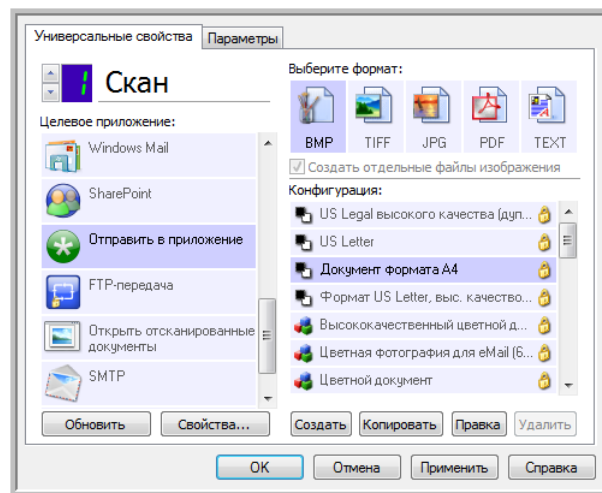 Универсальные свойства
Параметры
1
Скан
Целевое приложение:
Windows Mail
SharePoint
Отправить в приложение
FTP-передача
Открыть отсканированные
документы
SMTP
Обновить
Свойства...
Выберите формат:
BMP
TIFF
JPG
PDF
TEXT
Создать отдельные файлы изображения
Конфигурация:
US Legal высокого качества (дуп...
US Letter
Документ формата A4
Формат US Letter, выс. качество...
Высококачественный цветной д...
Цветная фотография для eMail (6...
Цветной документ
Создать
Копировать
Правка
Удалить
OK
Отмена
Применить
Справка